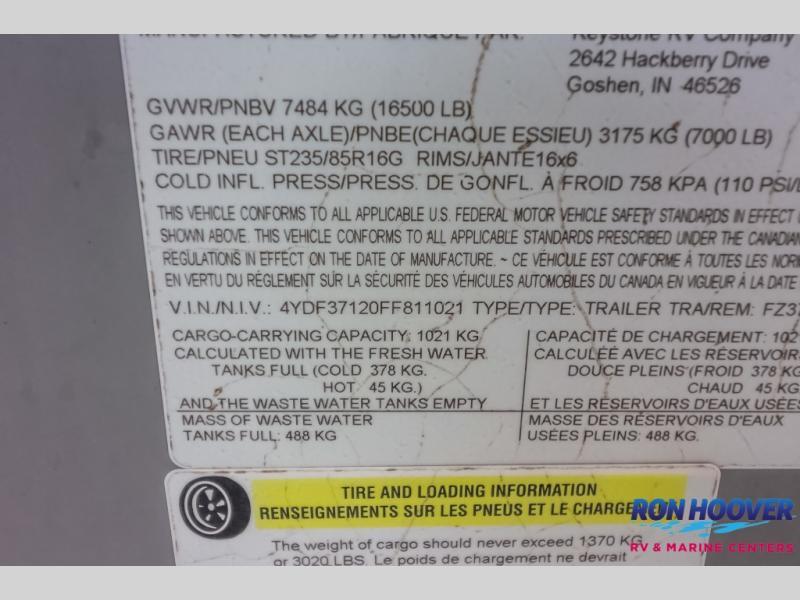 MANUFACTURED BY/FABRIQUE PAR: Keystone RV Company
2642 Hackberry Drive
Goshen, IN 46526
GVWR/PNBV 7484 KG (16500 LB)
GAWR (EACH AXLE)/PNBE(CHAQUE ESSIEU) 3175 KG (7000 LB)
TIRE/PNEU ST235/85R16G RIMS/JANTE16x6
COLD INFL. PRESS/PRESS. DE GONFL. À FROID 758 KPA (110 PSI/
THIS VEHICLE CONFORMS TO ALL APPLICABLE U.S. FEDERAL MOTOR VEHICLE SAFETY STANDARDS IN EFFECT
SHOWN ABOVE. THIS VEHICLE CONFORMS TO ALL APPLICABLE STANDARDS PRESCRIBED UNDER THE CANADIAN
REGULATIONS IN EFFECT ON THE DATE OF MANUFACTURE. ~ CE VÉHICULE EST CONFORME À TOUTES LES
EN VERTU DU RÉGLEMENT SUR LA SÉCURITÉ DES VÉHICULES AUTOMOBILES DU CANADA EN VIGUEUR À LA DATE
V.I.N./N.I.V.: 4YDF37120FF811021 TYPE/TYPE: TRAILER TRA/REM: FZ37
CARGO-CARRYING CAPACITY: 1021 KG
CALCULATED WITH THE FRESH WATER
TANKS FULL (COLD 378 KG.
HOT 45 KG.)
AND THE WASTE WATER TANKS EMPTY
MASS OF WASTE WATER
TANKS FULL: 488 KG
CAPACITÉ DE CHARGEMENT: 102
CALCULÉE AVEC LES RÉSERVOIRS
DOUCE PLEINS (FROID 378 KG
CHAUD 45 KG.
ET LES RÉSERVOIRS D'EAUX USÉES
MASSE DES RÉSERVOIRS D'EAUX
USÉES PLEINS: 488 KG.
TIRE AND LOADING INFORMATION
RENSEIGNEMENTS SUR LES PNEÙS ET LE CHARGE
The weight of cargo should never exceed 1370 KG
or 3020 LBS. Le poids de chargement ne devrait
RON HOOVER
RV & MARINE CENTERS